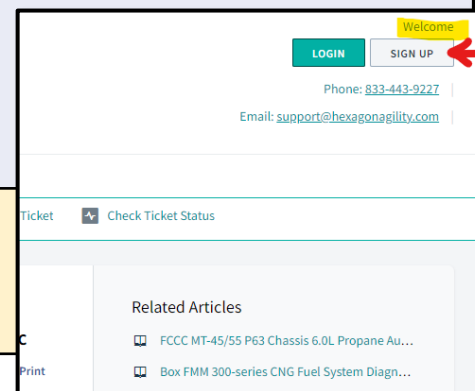 Welcome
LOGIN SIGN UP
Phone: 833-443-9227
Email: support@hexagonagility.com
Ticket Check Ticket Status
Related Articles
FCCC MT-45/55 P63 Chassis 6.0L Propane Au...
C
Box FMM 300-series CNG Fuel System Diagn...
Print